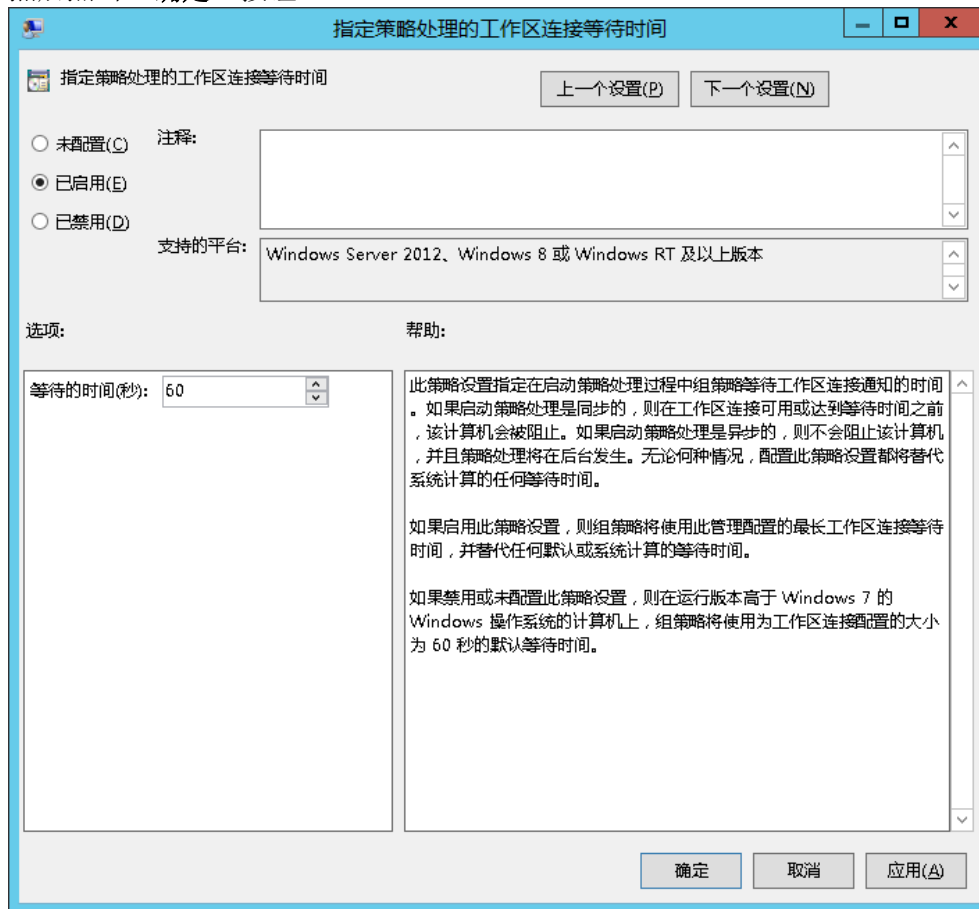 指定策略处理的工作区连接等待时间
指定策略处理的工作区连接等待时间
上一个设置(P)
下一个设置(N)
未配置(C)
注释:
已启用(E)
已禁用(D)
支持的平台:
Windows Server 2012、Windows 8 或 Windows RT 及以上版本
选项:
帮助:
等待的时间(秒):
60
此策略设置指定在启动策略处理过程中组策略等待工作区连接通知的时间
。如果启动策略处理是同步的，则在工作区连接可用或达到等待时间之前
，该计算机会被阻止。如果启动策略处理是异步的，则不会阻止该计算机
，并且策略处理将在后台发生。无论何种情况，配置此策略设置都将替代
系统计算的任何等待时间。
如果启用此策略设置，则组策略将使用此管理配置的最长工作区连接等待
时间，并替代任何默认或系统计算的等待时间。
如果禁用或未配置此策略设置，则在运行版本高于 Windows 7 的
Windows 操作系统的计算机上，组策略将使用为工作区连接配置的大小
为 60 秒的默认等待时间。
确定
取消
应用(A)